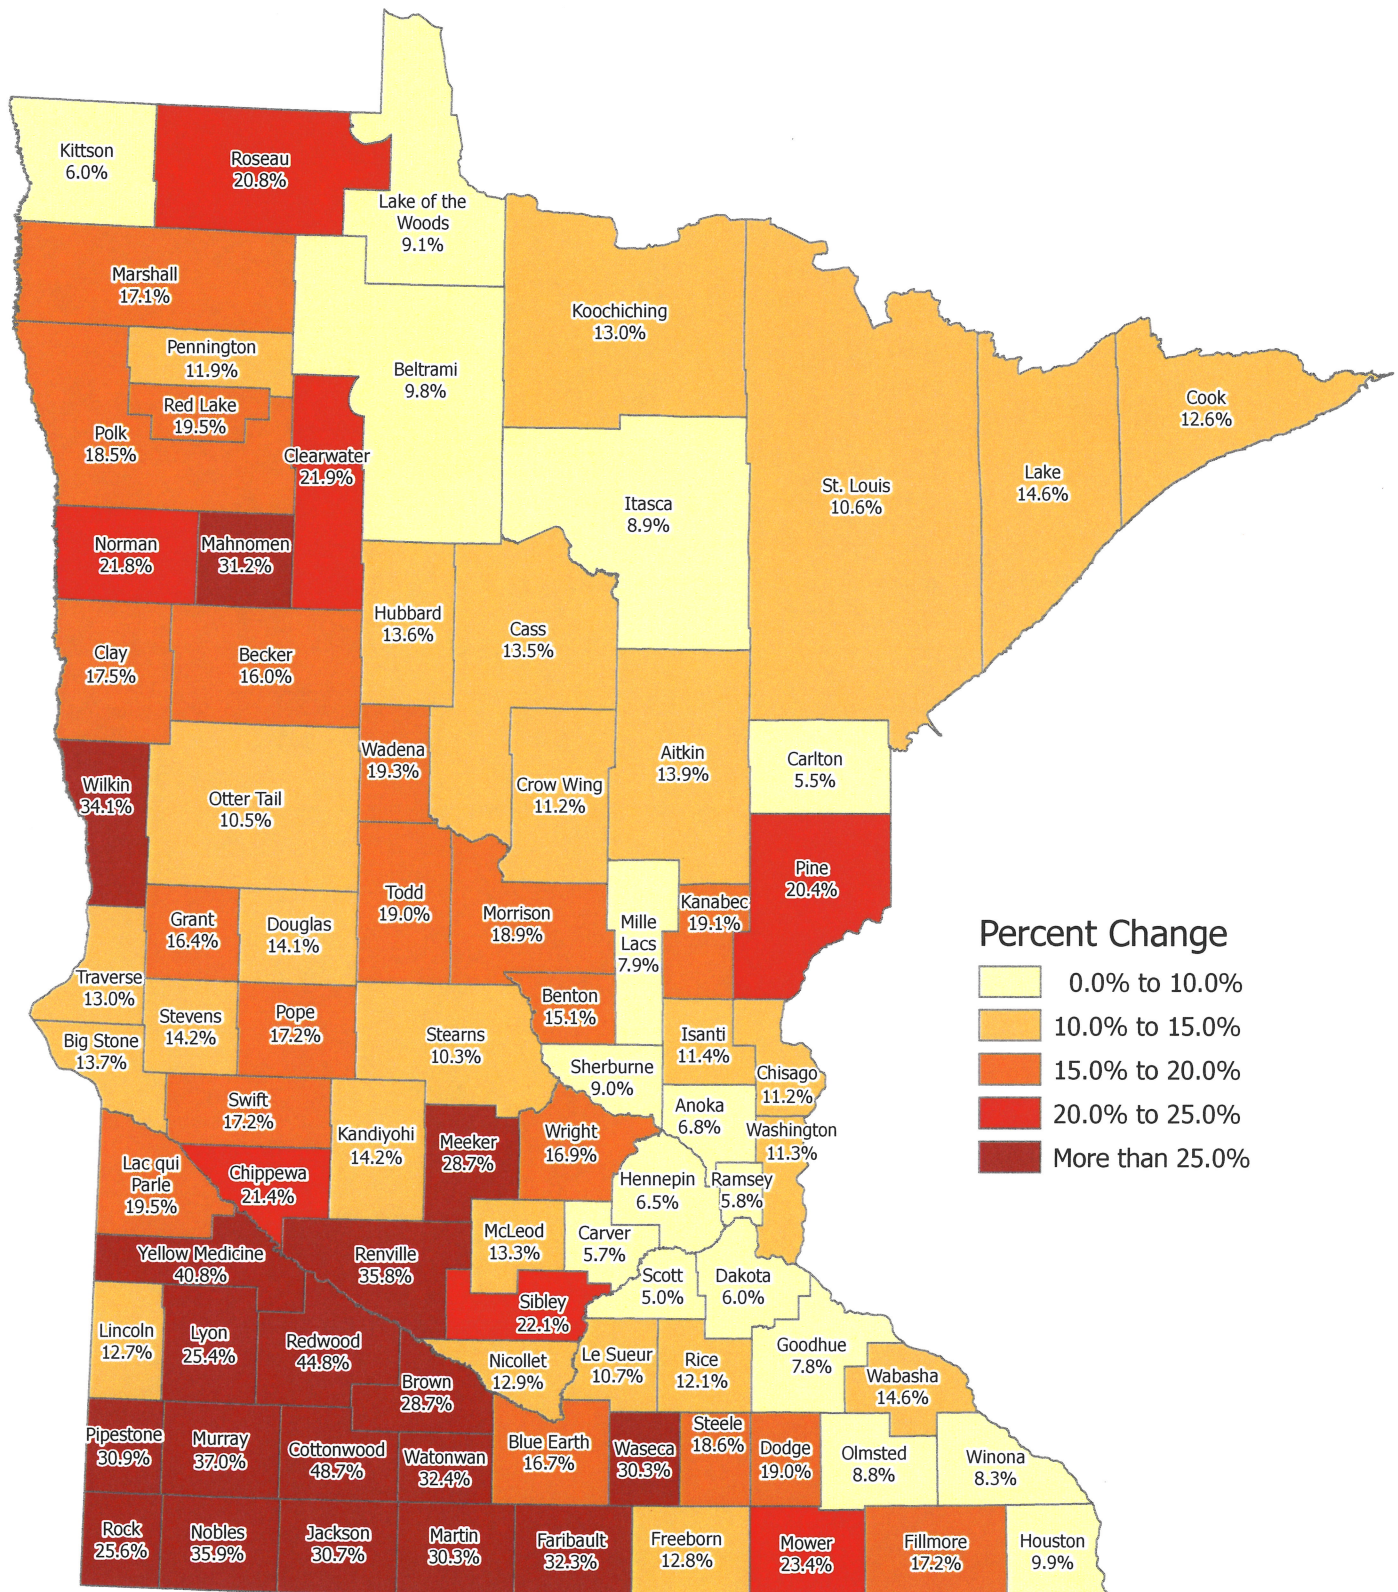 Kittson
6.0%
Roseau
20.8%
Lake of the
Woods
9.1%
Marshall
17.1%
Koochiching
13.0%
Pennington
11.9%
Beltrami
9.8%
Red Lake
19.5%
Polk
18.5%
Cook
12.6%
Clearwater
21.9%
Lake
14.6%
St. Louis
10.6%
Itasca
8.9%
Norman
21.8%
Mahnomen
31.2%
Hubbard
13.6%
Cass
13.5%
Clay
17.5%
Becker
16.0%
Wadena
19.3%
Aitkin
13.9%
Carlton
5.5%
Wilkin
34.1%
Otter Tail
10.5%
Crow Wing
11.2%
Pine
20.4%
Todd
19.0%
Morrison
18.9%
Mille
Lacs
7.9%
Kanabec
19.1%
Grant
16.4%
Douglas
14.1%
Percent Change
0.0% to 10.0%
10.0% to 15.0%
15.0% to 20.0%
20.0% to 25.0%
More than 25.0%
Traverse
13.0%
Stevens
14.2%
Pope
17.2%
Benton
15.1%
Big Stone
13.7%
Stearns
10.3%
Isanti
11.4%
Sherburne
9.0%
Chisago
11.2%
Swift
17.2%
Anoka
6.8%
Kandiyohi
14.2%
Meeker
28.7%
Wright
16.9%
Washington
11.3%
Lac qui
Parle
19.5%
Chippewa
21.4%
Hennepin
6.5%
Ramsey
5.8%
McLeod
13.3%
Carver
5.7%
Yellow Medicine
40.8%
Renville
35.8%
Scott
5.0%
Dakota
6.0%
Sibley
22.1%
Lincoln
12.7%
Lyon
25.4%
Redwood
44.8%
Nicollet
12.9%
Le Sueur
10.7%
Rice
12.1%
Goodhue
7.8%
Wabasha
14.6%
Brown
28.7%
Pipestone
30.9%
Murray
37.0%
Cottonwood
48.7%
Watonwan
32.4%
Blue Earth
16.7%
Waseca
30.3%
Steele
18.6%
Dodge
19.0%
Olmsted
8.8%
Winona
8.3%
Rock
25.6%
Nobles
35.9%
Jackson
30.7%
Martin
30.3%
Faribault
32.3%
Freeborn
12.8%
Mower
23.4%
Fillmore
17.2%
Houston
9.9%